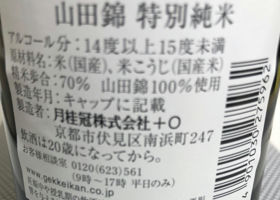 山田錦 特別純米
アルコール分：14度以上15度未満
原材料名：米(国産)、米こうじ(国産米)
精米歩合：70% 山田錦100%使用
製造年月：キャップに記載
製造者：月桂冠株式会社＋O
京都市伏見区南浜町247
飲酒は20歳になってから。
お客様相談室 0120(623)561
www.gekkeikan.co.jp (9時～17時 平日のみ)
4901030275962